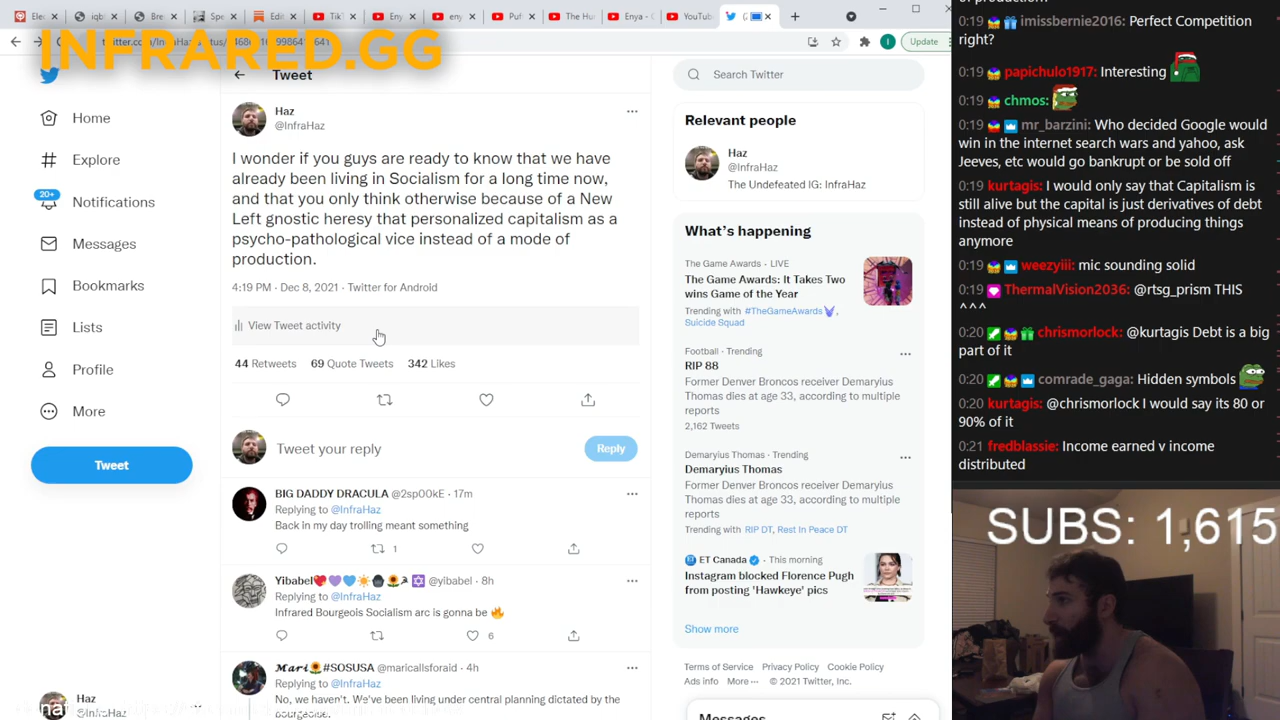 Update
INFRARED.GG
Tweet
Search Twitter
Home
Explore
20+
Notifications
Messages
Bookmarks
Lists
Profile
More
Tweet
Haz
@InfraHaz
Haz
@InfraHaz
I wonder if you guys are ready to know that we have
already been living in Socialism for a long time now,
and that you only think otherwise because of a New
Left gnostic heresy that personalized capitalism as a
psycho-pathological vice instead of a mode of
production.
4:19 PM · Dec 8, 2021 · Twitter for Android
View Tweet activity
44 Retweets 69 Quote Tweets 342 Likes
Tweet your reply
Reply
BIG DADDY DRACULA @2sp00kE · 17m
Replying to @InfraHaz
Back in my day trolling meant something
1
Yibabel @yibabel · 8h
Replying to @InfraHaz
Infrared Bourgeois Socialism arc is gonna be
6
Mari #SOSUSA @maricallsforaid · 4h
Replying to @InfraHaz
No, we haven't. We've been living under central planning dictated by the
bourgeoise.
Relevant people
Haz
@InfraHaz
The Undefeated IG: InfraHaz
What's happening
The Game Awards · LIVE
The Game Awards: It Takes Two
wins Game of the Year
Trending with #TheGameAwards,
Suicide Squad
Football · Trending
RIP 88
Former Denver Broncos receiver Demaryius
Thomas dies at age 33, according to multiple
reports
2,162 Tweets
Demaryius Thomas · Trending
Demaryius Thomas
Former Denver Broncos receiver Demaryius
Thomas dies at age 33, according to multiple
reports
Trending with RIP DT, Rest In Peace DT
ET Canada · This morning
Instagram blocked Florence Pugh
from posting 'Hawkeye' pics
Show more
Terms of Service Privacy Policy Cookie Policy
Ads info More ··· © 2021 Twitter, Inc.
Messages
0:19 imissbernie2016: Perfect Competition
right?
0:19 papichulo1917: Interesting
0:19 chmos:
0:19 mr_barzini: Who decided Google would
win in the internet search wars and yahoo, ask
Jeeves, etc would go bankrupt or be sold off
0:19 kurtagis: I would only say that Capitalism is
still alive but the capital is just derivatives of debt
instead of physical means of producing things
anymore
0:19 weezyiii: mic sounding solid
0:19 ThermalVision2036: @rtsg_prism THIS
^^^
0:20 chrismorlock: @kurtagis Debt is a big
part of it
0:20 comrade_gaga: Hidden symbols
0:20 kurtagis: @chrismorlock I would say its 80 or
90% of it
0:21 fredblassie: Income earned v income
distributed
SUBS: 1,615